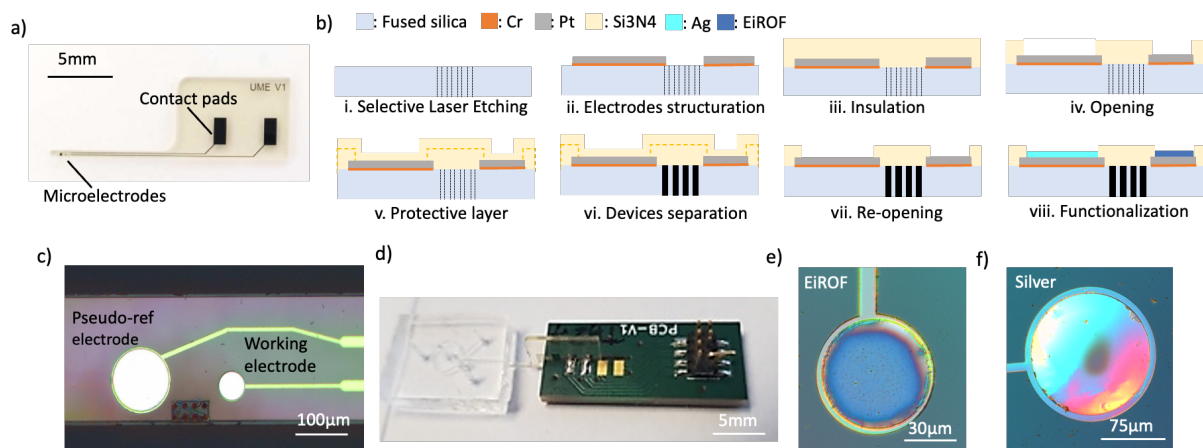 a)
5mm
Contact pads
UME V1
Microelectrodes
b)
: Fused silica : Cr : Pt : Si3N4 : Ag : EiROF
i. Selective Laser Etching
ii. Electrodes structuration
iii. Insulation
iv. Opening
v. Protective layer
vi. Devices separation
vii. Re-opening
viii. Functionalization
c)
Pseudo-ref
electrode
Working
electrode
100µm
d)
PCB-V1
5mm
e)
EiROF
30µm
f)
Silver
75µm